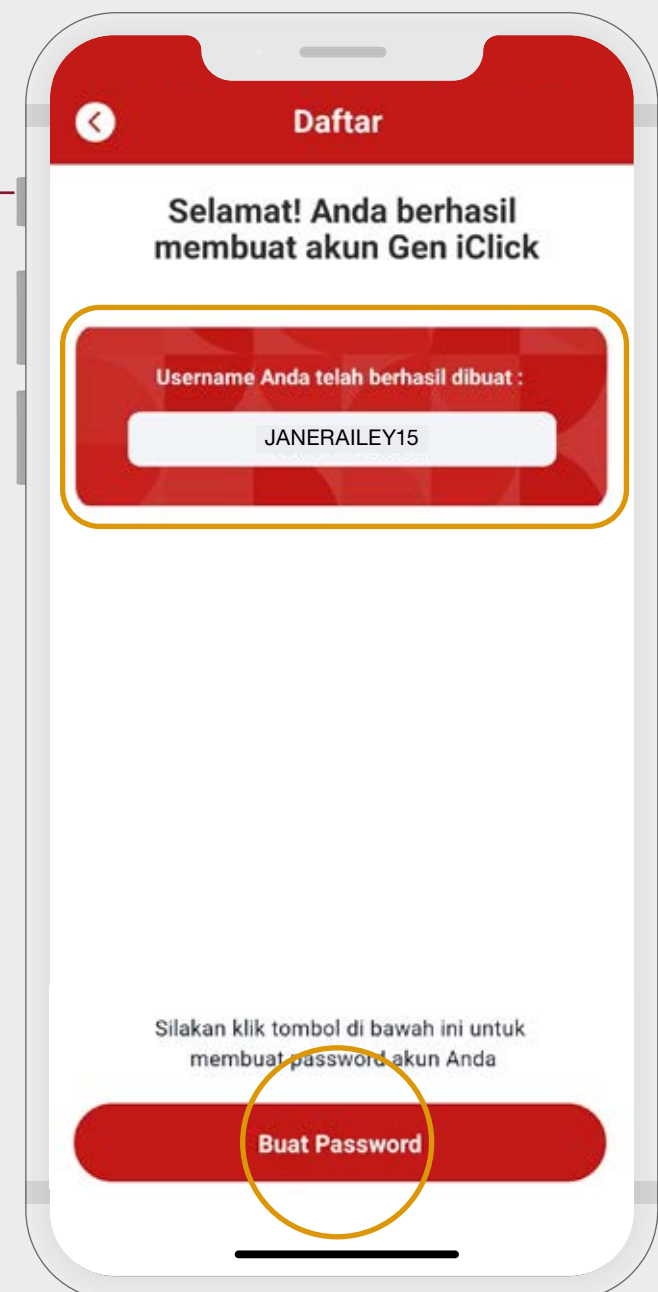 Daftar
Selamat! Anda berhasil
membuat akun Gen iClick
Username Anda telah berhasil dibuat :
JANERAILEY15
Silakan klik tombol di bawah ini untuk
membuat password akun Anda
Buat Password